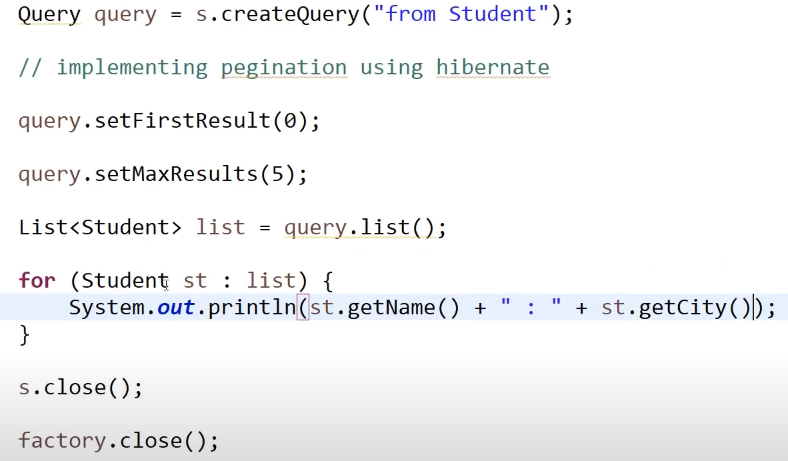 Query query = s.createQuery("from Student");
// implementing pegination using hibernate
query.setFirstResult(0);
query.setMaxResults(5);
List<Student> list = query.list();
for (Student st : list) {
System.out.println(st.getName() + " : " + st.getCity());
}
s.close();
factory.close();